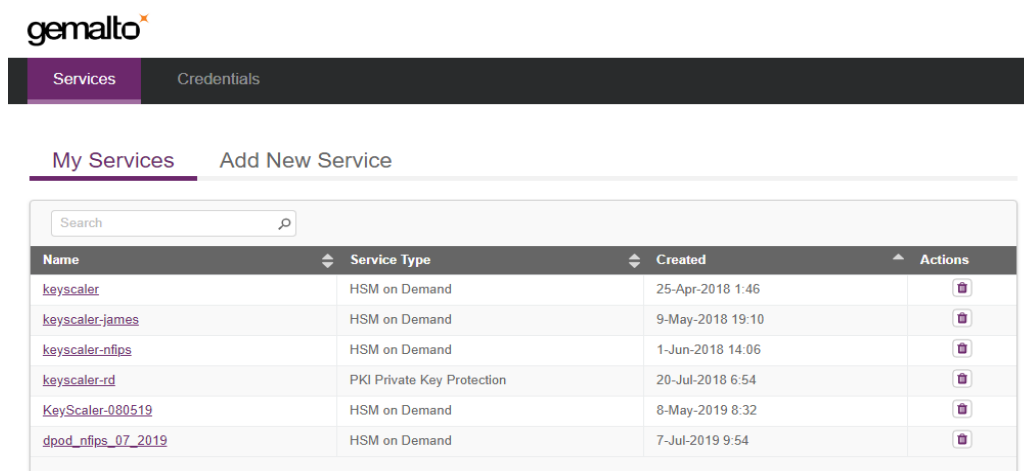 gemalto
Services Credentials
My Services Add New Service
Search
Name Service Type Created Actions
keyscaler HSM on Demand 25-Apr-2018 1:46
keyscaler-james HSM on Demand 9-May-2018 19:10
keyscaler-nfips HSM on Demand 1-Jun-2018 14:06
keyscaler-rd PKI Private Key Protection 20-Jul-2018 6:54
KeyScaler-080519 HSM on Demand 8-May-2019 8:32
dpod_nfips_07_2019 HSM on Demand 7-Jul-2019 9:54